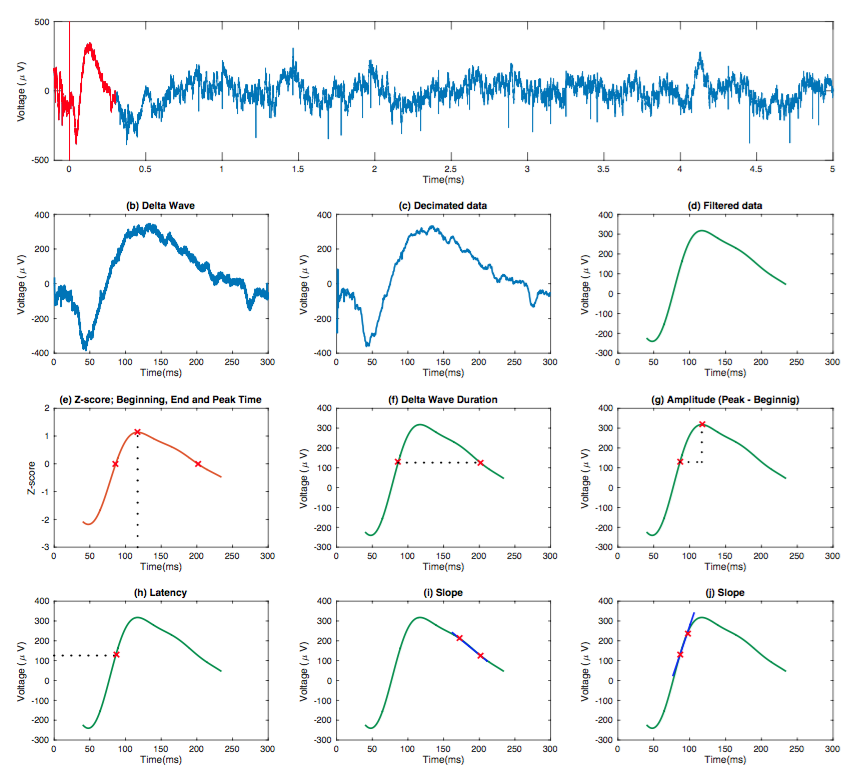 500
0
-500
Voltage ( μ V)
0 0.5 1 1.5 2 2.5 3 3.5 4 4.5 5
Time(ms)
(b) Delta Wave
400
200
0
-200
-400
Voltage ( μ V)
0 50 100 150 200 250 300
Time(ms)
(c) Decimated data
400
200
0
-200
-400
Voltage ( μ V)
0 50 100 150 200 250 300
Time(ms)
(d) Filtered data
400
300
200
100
0
-100
-200
-300
Voltage ( μ V)
0 50 100 150 200 250 300
Time(ms)
(e) Z-score; Beginning, End and Peak Time
2
1
0
-1
-2
-3
Z-score
0 50 100 150 200 250 300
Time(ms)
(f) Delta Wave Duration
400
300
200
100
0
-100
-200
-300
Voltage ( μ V)
0 50 100 150 200 250 300
Time(ms)
(g) Amplitude (Peak - Beginnig)
400
300
200
100
0
-100
-200
-300
Voltage ( μ V)
0 50 100 150 200 250 300
Time(ms)
(h) Latency
400
300
200
100
0
-100
-200
-300
Voltage ( μ V)
0 50 100 150 200 250 300
Time(ms)
(i) Slope
400
300
200
100
0
-100
-200
-300
Voltage ( μ V)
0 50 100 150 200 250 300
Time(ms)
(j) Slope
400
300
200
100
0
-100
-200
-300
Voltage ( μ V)
0 50 100 150 200 250 300
Time(ms)